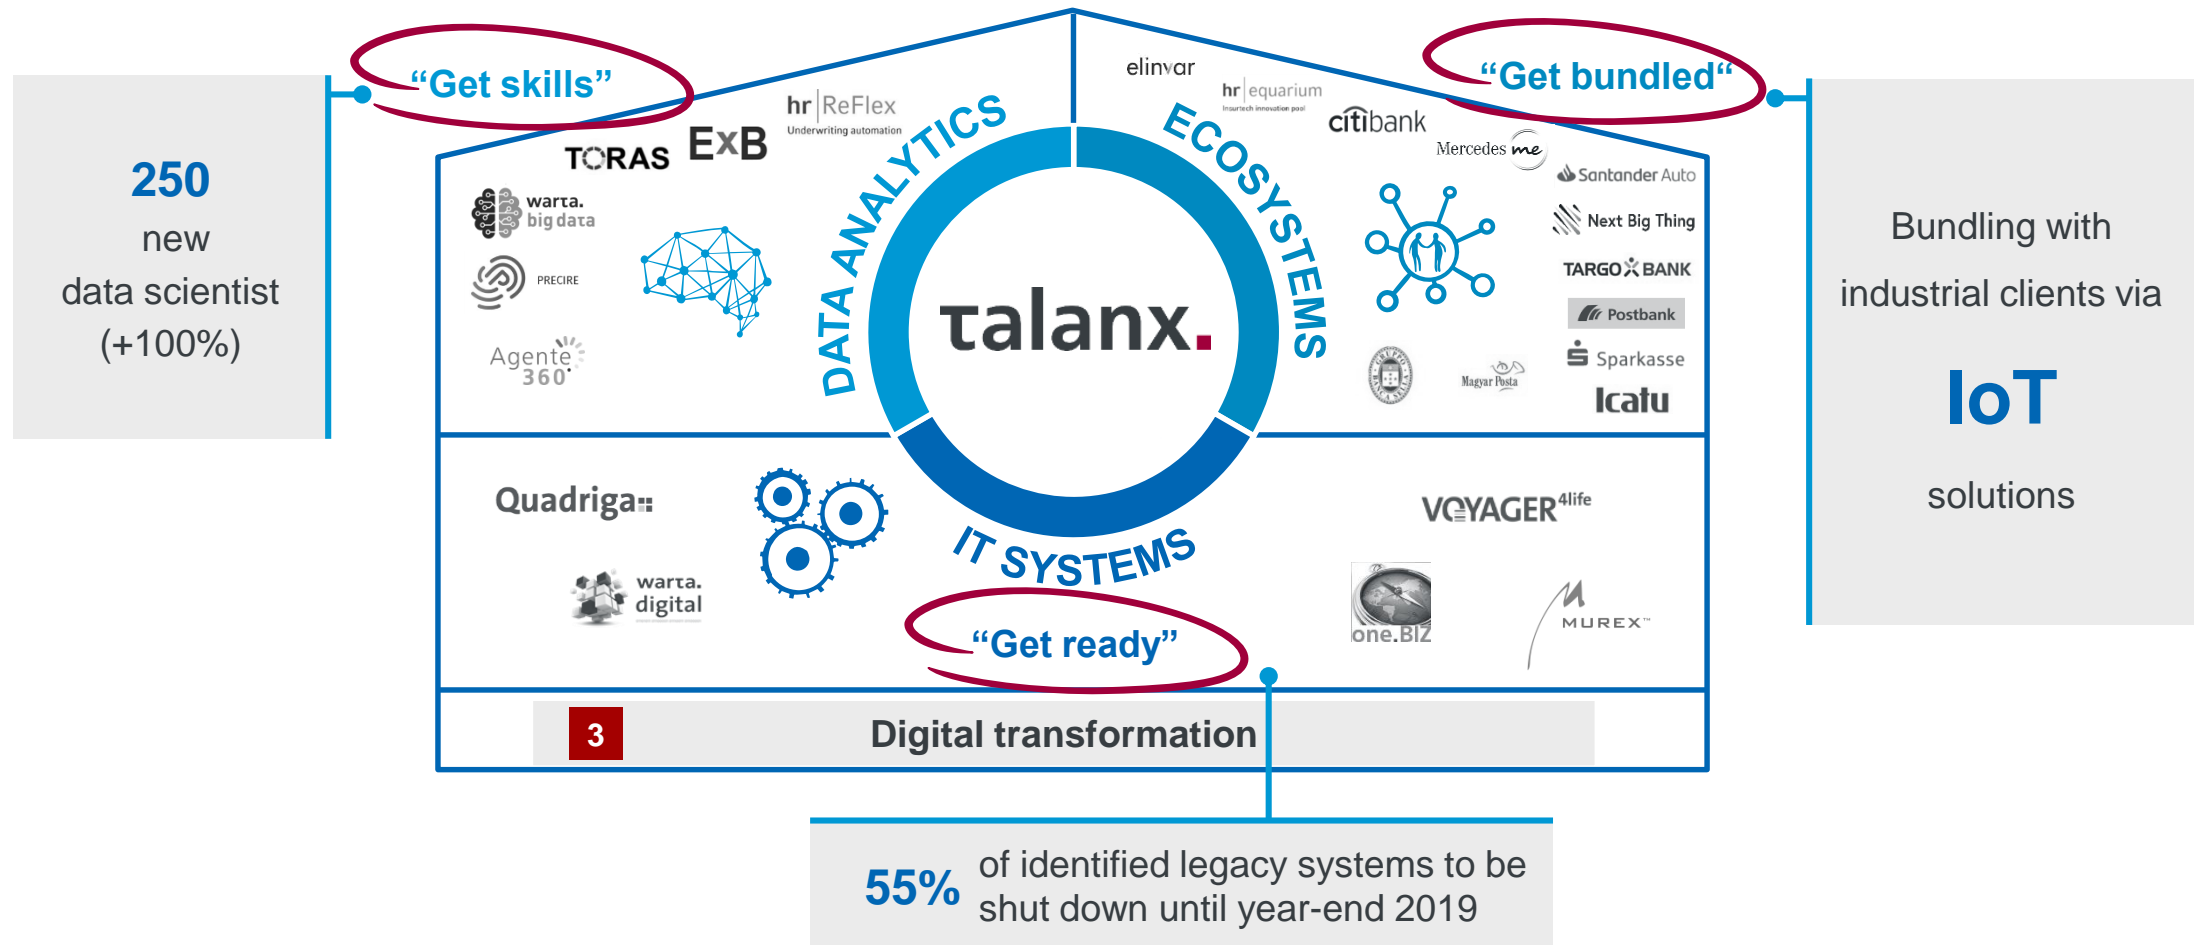 “Get skills”
250
new
data scientist
(+100%)
hr|ReFlex
Underwriting automation
ExB
TORAS
warta.
big data
PRECIRE
Agente
360°
DATA ANALYTICS
talanx.
ECOSYSTEMS
IT SYSTEMS
elinvar
hr|equarium
Insurtech innovation pool
citibank
Mercedes me
Santander Auto
Next Big Thing
TARGO BANK
Postbank
Sparkasse
Icatu
Magyar Posta
“Get bundled“
Bundling with
industrial clients via
IoT
solutions
Quadriga
warta.
digital
VOYAGER4life
one.BIZ
MUREX™
“Get ready”
3 Digital transformation
55% of identified legacy systems to be
shut down until year-end 2019